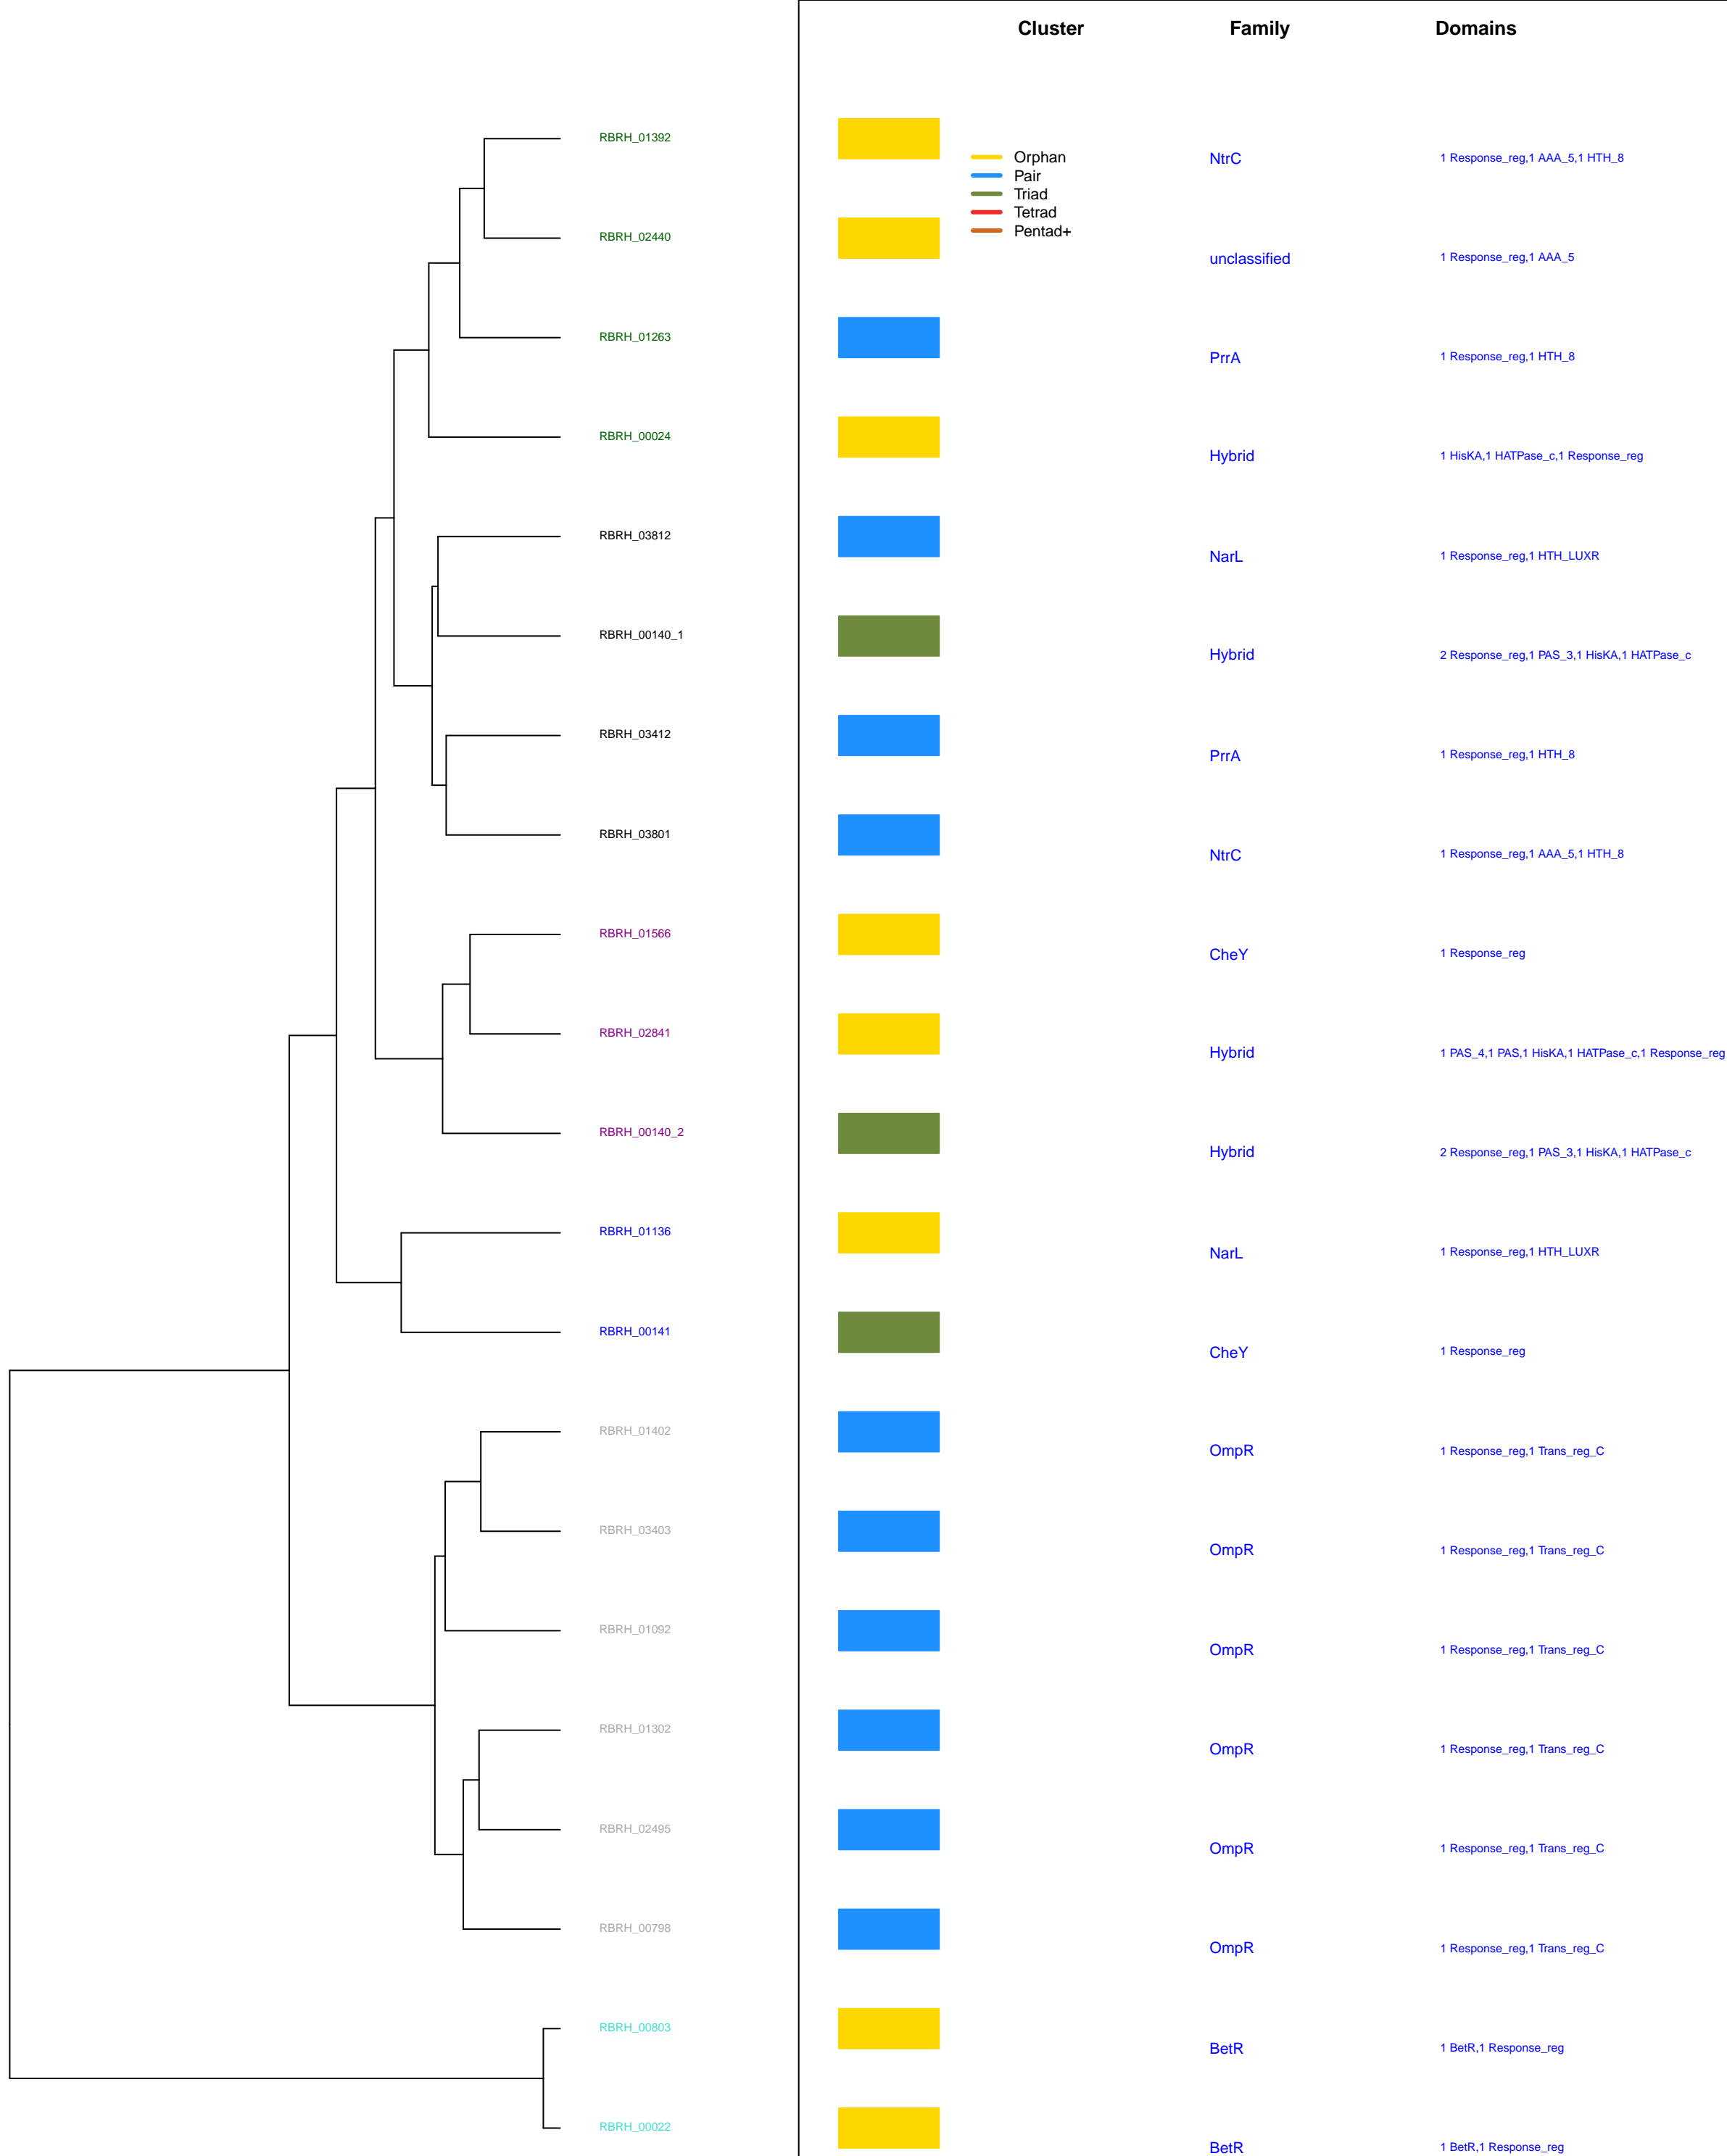 Cluster Family Domains
RBRH_01392
Orphan
NtrC 1 Response_reg,1 AAA_5,1 HTH_8
Pair
Triad
Tetrad
Pentad+
RBRH_02440
unclassified 1 Response_reg,1 AAA_5
RBRH_01263
PrrA 1 Response_reg,1 HTH_8
RBRH_00024
Hybrid 1 HisKA,1 HATPase_c,1 Response_reg
RBRH_03812
NarL 1 Response_reg,1 HTH_LUXR
RBRH_00140_1
Hybrid 2 Response_reg,1 PAS_3,1 HisKA,1 HATPase_c
RBRH_03412
PrrA 1 Response_reg,1 HTH_8
RBRH_03801
NtrC 1 Response_reg,1 AAA_5,1 HTH_8
RBRH_01566
CheY 1 Response_reg
RBRH_02841
Hybrid 1 PAS_4,1 PAS,1 HisKA,1 HATPase_c,1 Response_reg
RBRH_00140_2
Hybrid 2 Response_reg,1 PAS_3,1 HisKA,1 HATPase_c
RBRH_01136
NarL 1 Response_reg,1 HTH_LUXR
RBRH_00141
CheY 1 Response_reg
RBRH_01402
OmpR 1 Response_reg,1 Trans_reg_C
RBRH_03403
OmpR 1 Response_reg,1 Trans_reg_C
RBRH_01092
OmpR 1 Response_reg,1 Trans_reg_C
RBRH_01302
OmpR 1 Response_reg,1 Trans_reg_C
RBRH_02495
OmpR 1 Response_reg,1 Trans_reg_C
RBRH_00798
OmpR 1 Response_reg,1 Trans_reg_C
RBRH_00803
BetR 1 BetR,1 Response_reg
RBRH_00022
BetR 1 BetR,1 Response_reg